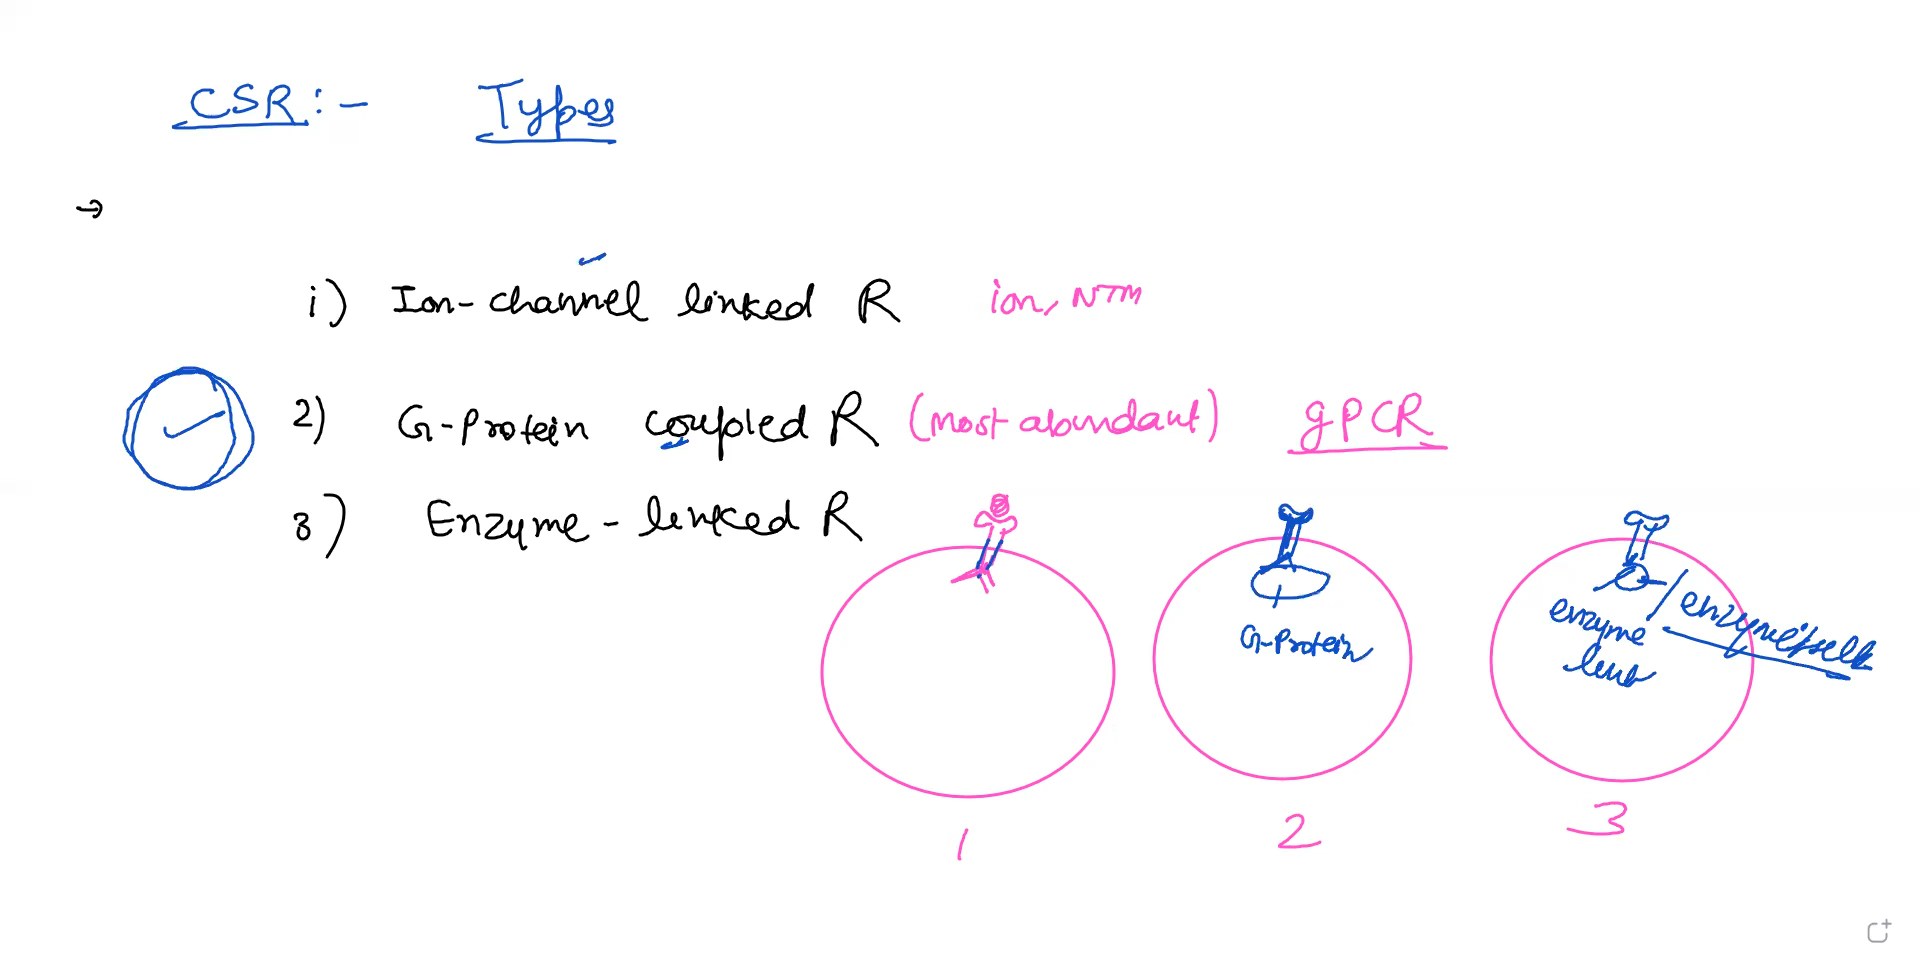 CSR :- Types
→
i) Ion-channel linked R ion, NTM
2) G-Protein coupled R (most abundant) gPCR
3) Enzyme-linked R
G-Protein
enzyme / enzyme itself
1 2 3